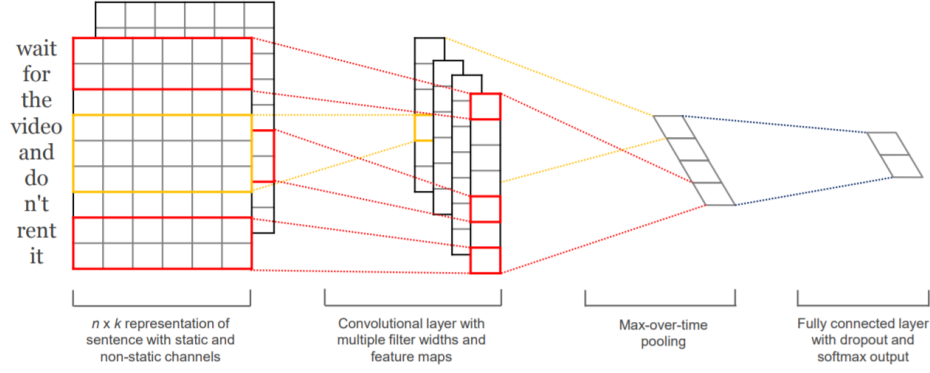 wait
for
the
video
and
do
n't
rent
it
n x k representation of
sentence with static and
non-static channels
Convolutional layer with
multiple filter widths and
feature maps
Max-over-time
pooling
Fully connected layer
with dropout and
softmax output